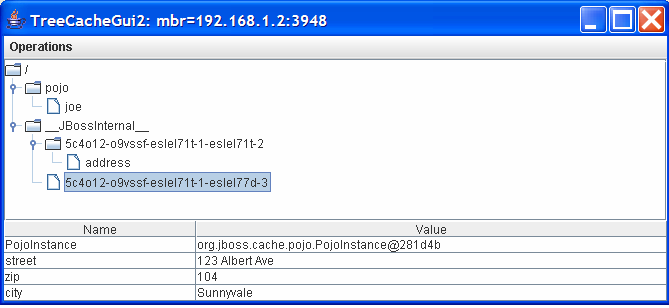 TreeCacheGui2: mbr=192.168.1.2:3948
Operations
/
pojo
joe
__JBossInternal__
5c4o12-o9vssf-eslel71t-1-eslel71t-2
address
5c4o12-o9vssf-eslel71t-1-eslel77d-3
Name Value
PojoInstance org.jboss.cache.pojo.PojoInstance@281d4b
street 123 Albert Ave
zip 104
city Sunnyvale